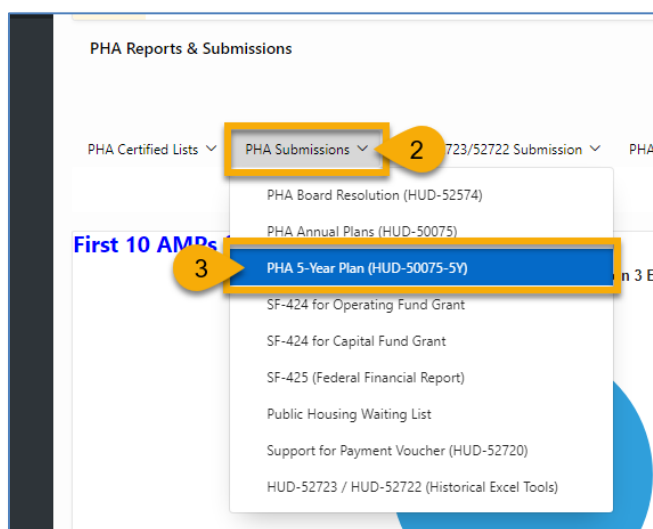 PHA Reports & Submissions
PHA Certified Lists PHA Submissions 2 723/52722 Submission PHA
PHA Board Resolution (HUD-52574)
PHA Annual Plans (HUD-50075)
First 10 AMPs
3 PHA 5-Year Plan (HUD-50075-5Y) n 3 E
SF-424 for Operating Fund Grant
SF-424 for Capital Fund Grant
SF-425 (Federal Financial Report)
Public Housing Waiting List
Support for Payment Voucher (HUD-52720)
HUD-52723 / HUD-52722 (Historical Excel Tools)